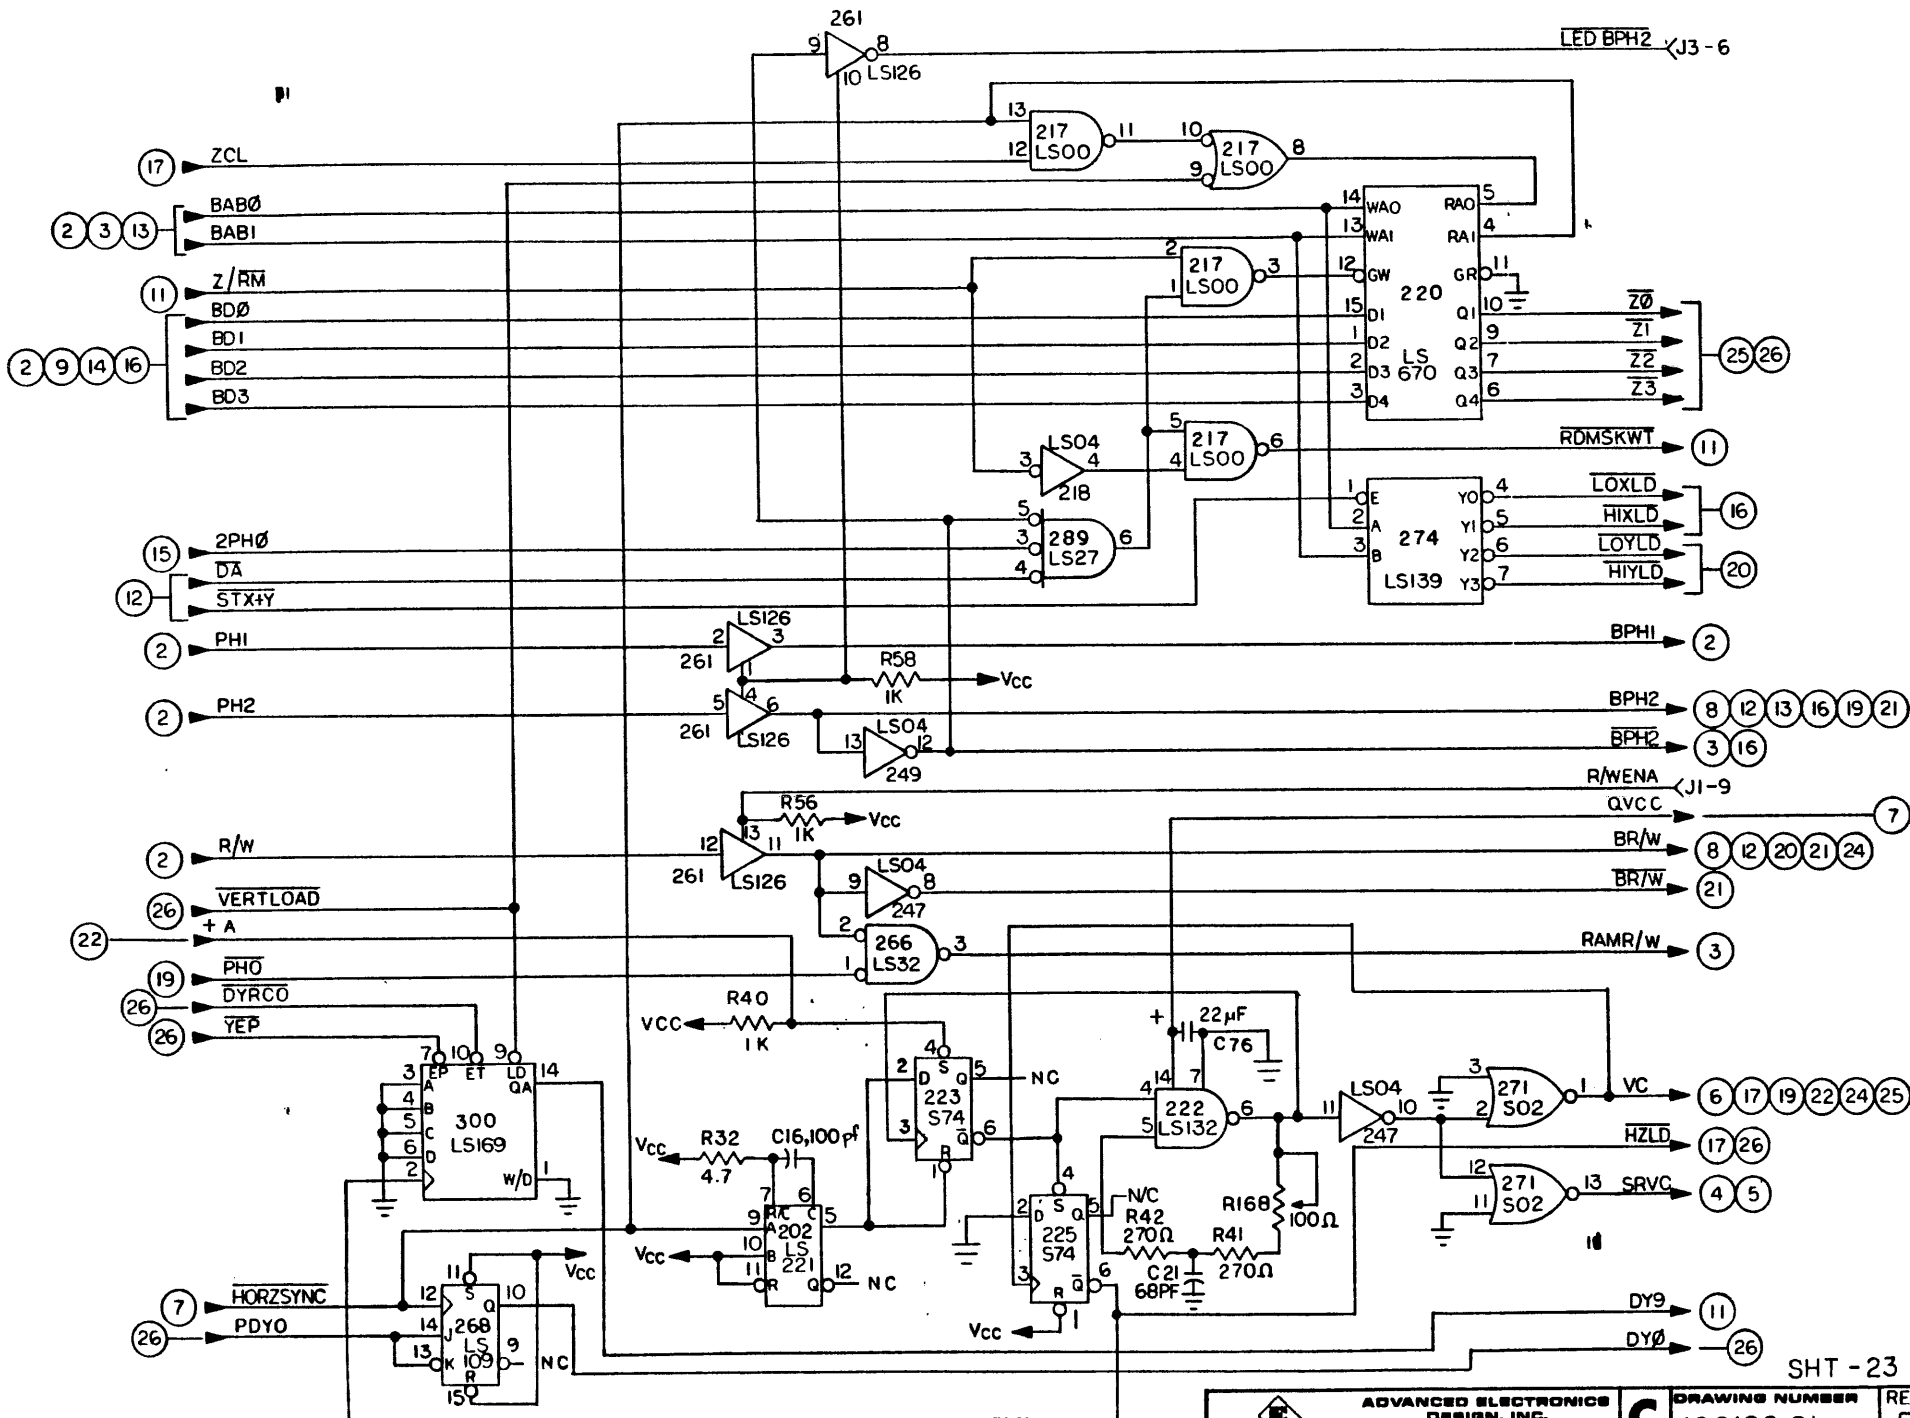 261
9 8 LED BPH2 J3-6
10 LS126
13 217 LS00 11 10 217 LS00 8
12 9
17 ZCL
2 3 13 BABØ
BAB1
11 Z/RM
2 9 14 16 BDØ
BD1
BD2
BD3
14 WA0 RA0 5
13 WA1 RA1 4
12 GW GR 11
220
15 D1 Q1 10 Z̅Ø̅
1 D2 Q2 9 Z̅1̅
2 D3 Q3 7 Z̅2̅
3 D4 Q4 6 Z̅3̅
LS
670
25 26
2 217 3
1 LS00
5 217 6 RDMSKWT 11
4 LS00
LS04
3 4
218
1 E Y0 4 LOXLD
2 A Y1 5 HIXLD 16
3 B Y2 6 LOYLD
Y3 7 HIYLD 20
274
LS139
15 2PHØ
12 DA
STX+Y
5 289 6
3 LS27
4
2 PH1
LS126
2 3 BPH1 2
261 1
R58
1K Vcc
2 PH2
5 4 6 BPH2 8 12 13 16 19 21
261 LS126
LS04
13 12 BPH2 3 16
249
R/WENA J1-9
R56
1K Vcc
QVCC 7
2 R/W
12 13 11 BR/W 8 12 20 21 24
261 LS126
LS04
9 8 BR/W 21
247
26 VERTLOAD
22 + A
2 266 3 RAMR/W 3
1 LS32
19 PHO
26 DYRCO
26 YEP
R40
VCC 1K
7 10 9
EP ET LD
3 A QA 14
4 B
5 C
6 D
2 W/D 1
300
LS169
4
2 D S Q 5 NC
223
S74
3 Q 6
R
1
+ 22µF
C76
14 7
4 222 6
5 LS132
LS04
11 10
247
3 271 1 VC 6 17 19 22 24 25
2 S02
HZLD 17 26
12 271 13 SRVC 4 5
11 S02
Vcc R32 C16,100pf
4.7
7 6
R/C C
9 A 5
10 B
11 R Q 12 NC
202
LS
221
Vcc
4
2 D S Q 5 N/C
225
S74
3 Q 6
R
1
Vcc
R42
270Ω
R41
270Ω
C21
68PF
R168
100Ω
7 HORZSYNC
26 PDYO
11 Vcc
12 S Q 10
14 J
13 K 9 NC
R
15
268
LS
109
DY9 11
DYØ 26
SHT-23
ADVANCED ELECTRONICS
DESIGN, INC.
C
DRAWING NUMBER